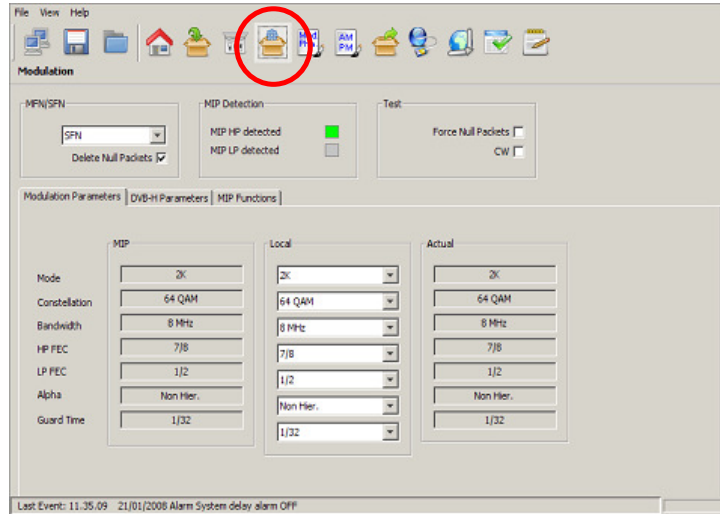 File View Help
AM
PM
Modulation
MFN/SFN
SFN
Delete Null Packets
MIP Detection
MIP HP detected
MIP LP detected
Test
Force Null Packets
CW
Modulation Parameters DVB-H Parameters MIP Functions
MIP Local Actual
Mode 2K 2K 2K
Constellation 64 QAM 64 QAM 64 QAM
Bandwidth 8 MHz 8 MHz 8 MHz
HP FEC 7/8 7/8 7/8
LP FEC 1/2 1/2 1/2
Alpha Non Hier. Non Hier. Non Hier.
Guard Time 1/32 1/32 1/32
Last Event: 11.35.09 21/01/2008 Alarm System delay alarm OFF